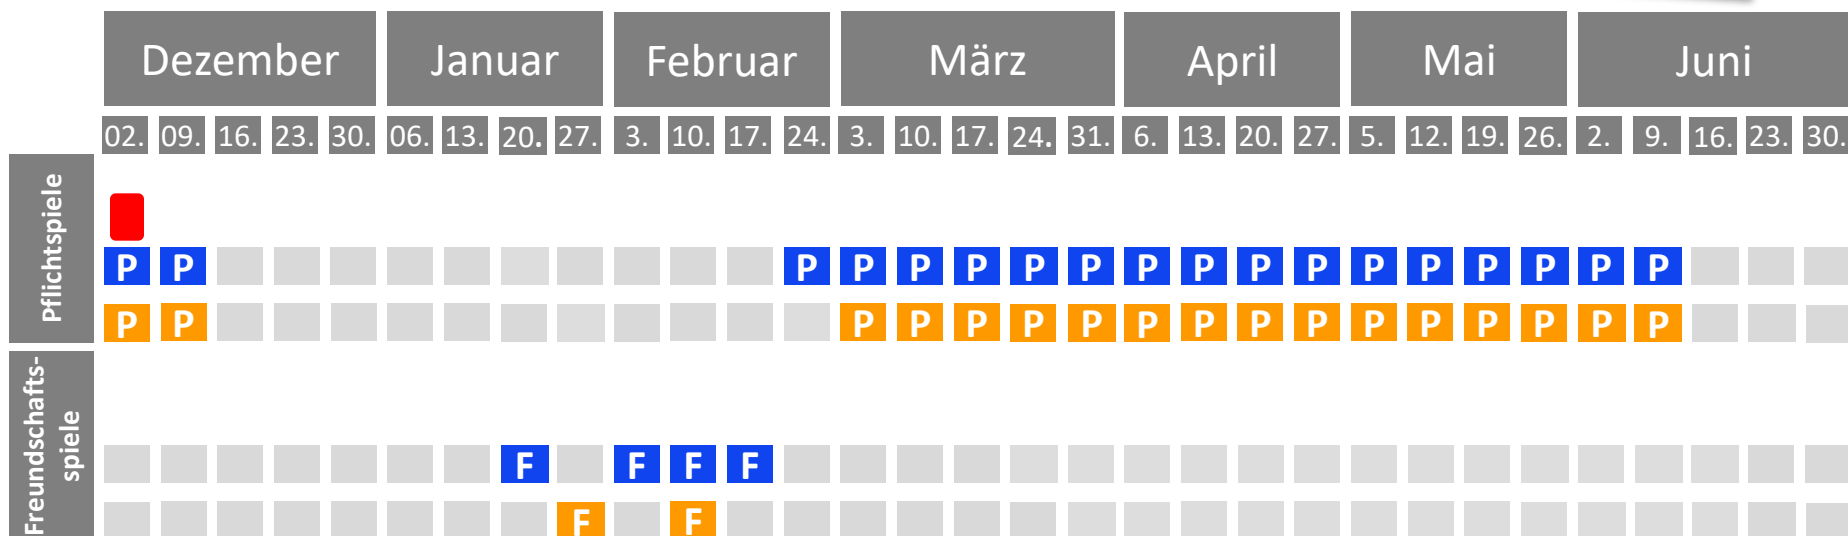 Dezember Januar Februar März April Mai Juni
02. 09. 16. 23. 30. 06. 13. 20. 27. 3. 10. 17. 24. 3. 10. 17. 24. 31. 6. 13. 20. 27. 5. 12. 19. 26. 2. 9. 16. 23. 30.
Pflichtspiele
P P P P P P P P P P P P P P P P P P
P P P P P P P P P P P P P P P P P
Freundschafts-
spiele
F F F F
F F